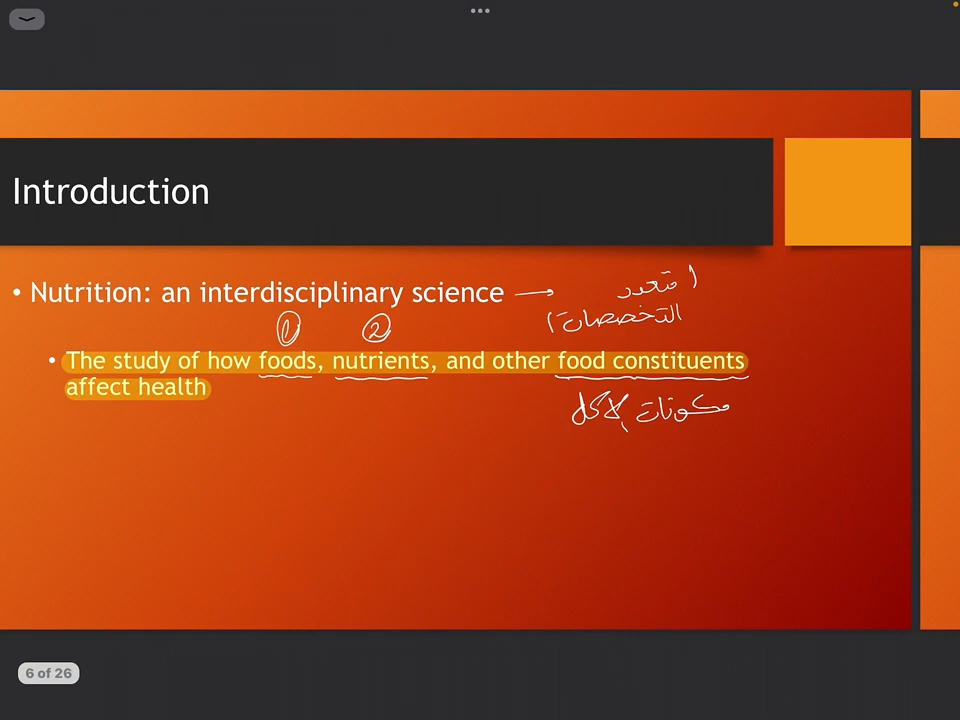 Introduction
• Nutrition: an interdisciplinary science → (متعدد
التخصصات)
① ②
• The study of how foods, nutrients, and other food constituents
affect health
مكونات الاكل
6 of 26